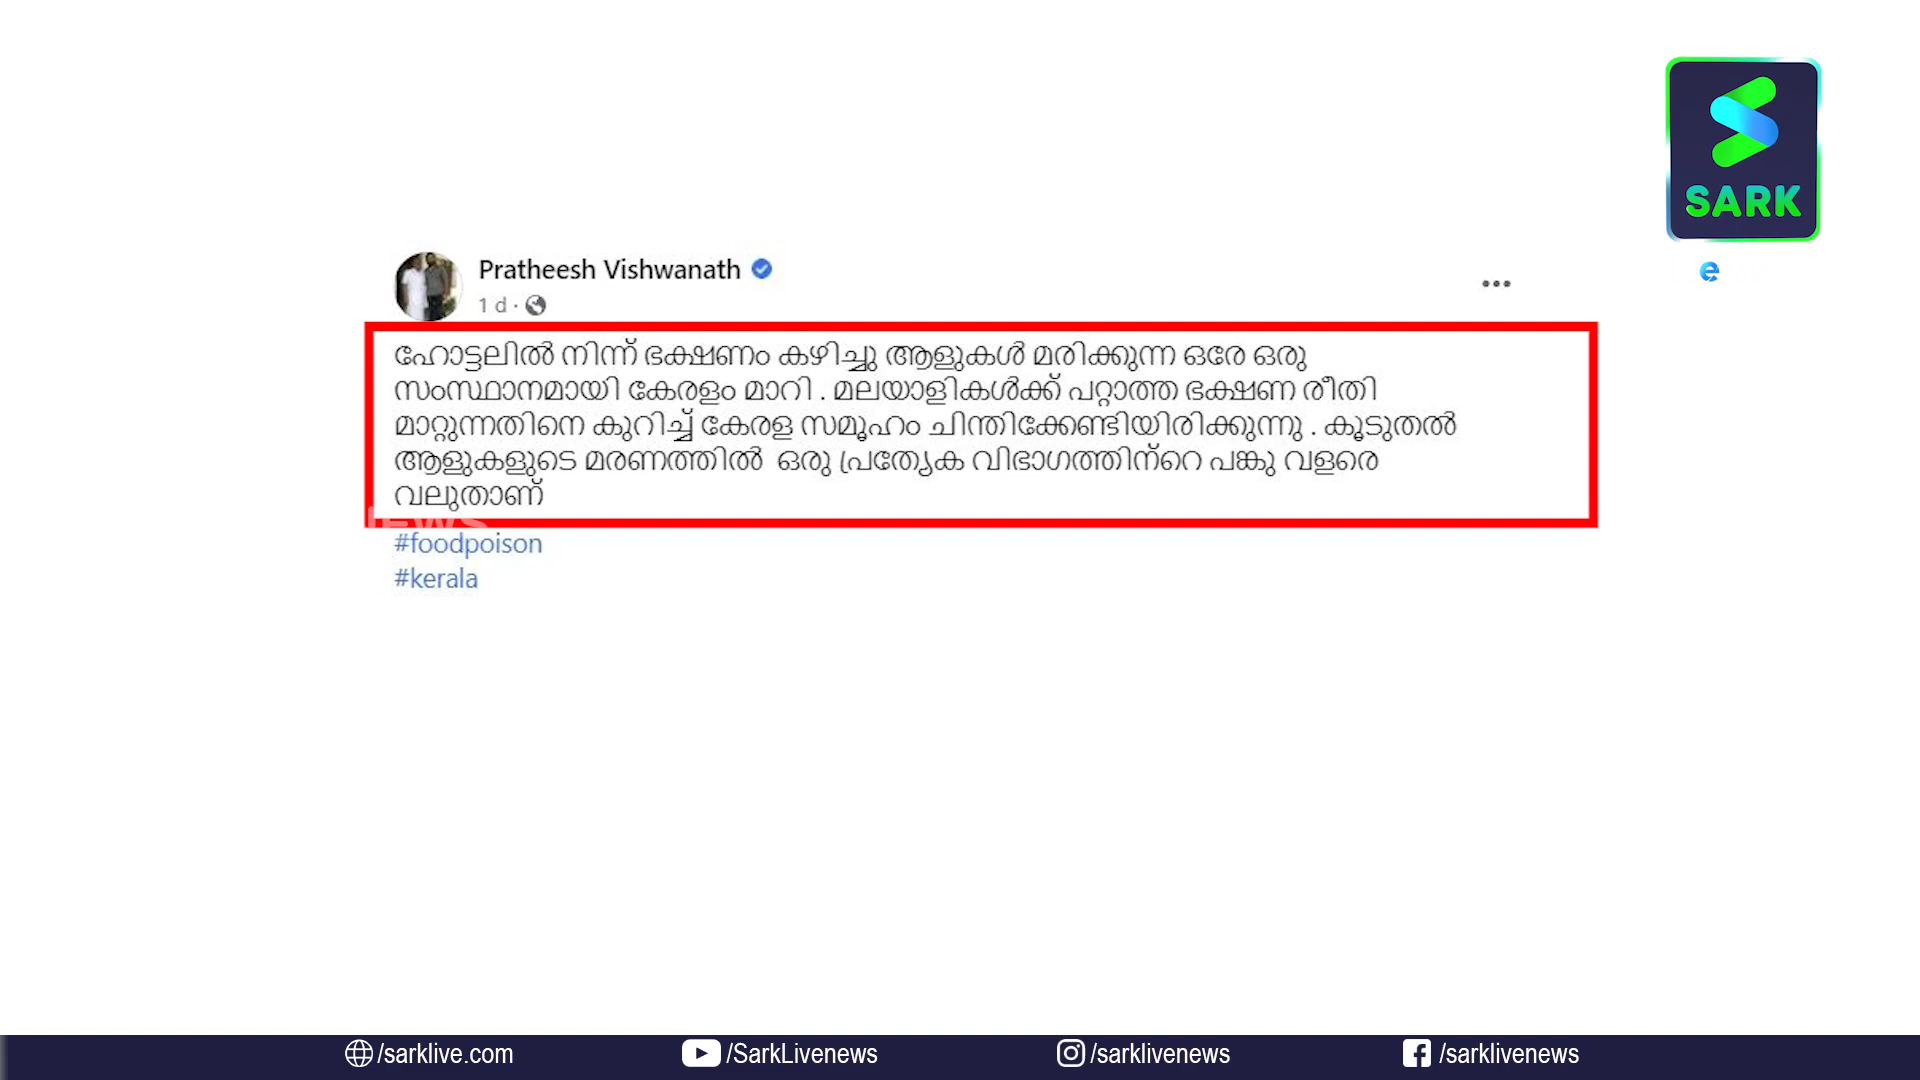 SARK
Pratheesh Vishwanath
1 d ·
ഹോട്ടലിൽ നിന്ന് ഭക്ഷണം കഴിച്ചു ആളുകൾ മരിക്കുന്ന ഒരേ ഒരു
സംസ്ഥാനമായി കേരളം മാറി . മലയാളികൾക്ക് പറ്റാത്ത ഭക്ഷണ രീതി
മാറ്റുന്നതിനെ കുറിച്ച് കേരള സമൂഹം ചിന്തിക്കേണ്ടിയിരിക്കുന്നു . കൂടുതൽ
ആളുകളുടെ മരണത്തിൽ ഒരു പ്രത്യേക വിഭാഗത്തിന്റെ പങ്കു വളരെ
വലുതാണ്
#foodpoison
#kerala
/sarklive.com
/SarkLivenews
/sarklivenews
/sarklivenews